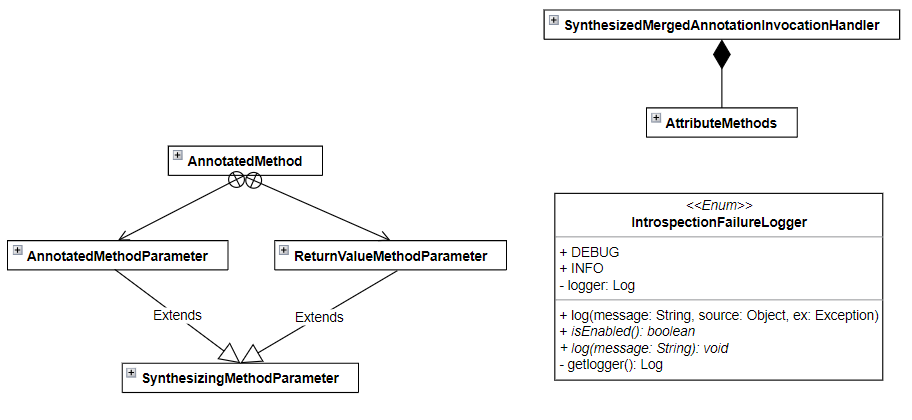 SynthesizedMergedAnnotationInvocationHandler
AttributeMethods
AnnotatedMethod
AnnotatedMethodParameter
ReturnValueMethodParameter
Extends
Extends
SynthesizingMethodParameter
<<Enum>>
IntrospectionFailureLogger
+ DEBUG
+ INFO
- logger: Log
+ log(message: String, source: Object, ex: Exception)
+ isEnabled(): boolean
+ log(message: String): void
- getlogger(): Log